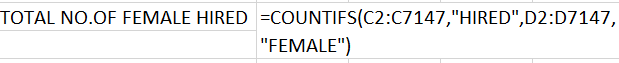 TOTAL NO.OF FEMALE HIRED =COUNTIFS(C2:C7147,"HIRED",D2:D7147,
"FEMALE")